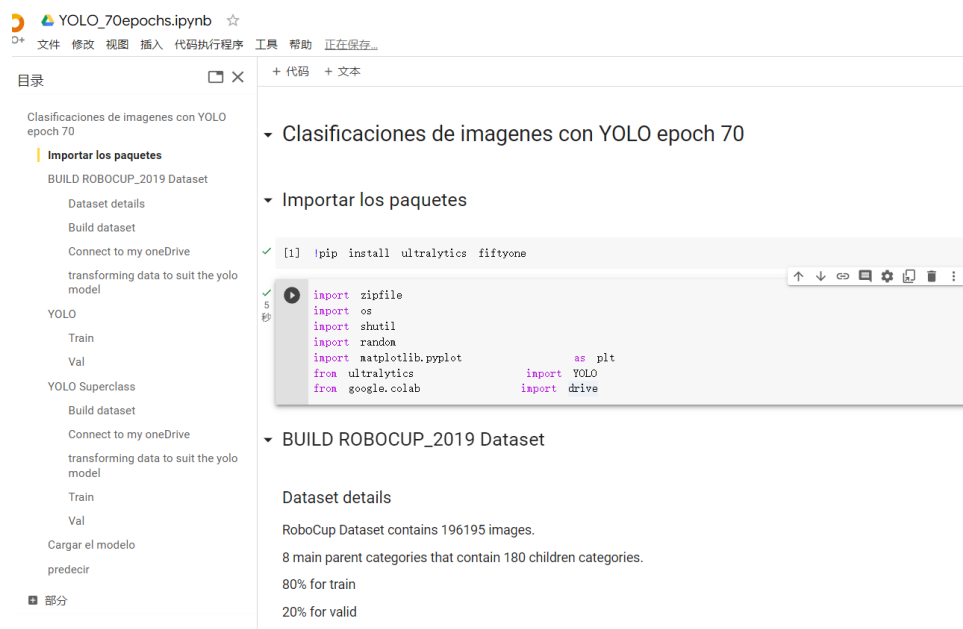 YOLO_70epochs.ipynb
文件 修改 视图 插入 代码执行程序 工具 帮助 正在保存...
目录
+ 代码 + 文本
Clasificaciones de imagenes con YOLO
epoch 70
Importar los paquetes
BUILD ROBOCUP_2019 Dataset
Dataset details
Build dataset
Connect to my oneDrive
transforming data to suit the yolo
model
YOLO
Train
Val
YOLO Superclass
Build dataset
Connect to my oneDrive
transforming data to suit the yolo
model
Train
Val
Cargar el modelo
predecir
部分
Clasificaciones de imagenes con YOLO epoch 70
Importar los paquetes
[1] !pip install ultralytics fiftyone
5
秒
import zipfile
import os
import shutil
import random
import matplotlib.pyplot as plt
from ultralytics import YOLO
from google.colab import drive
BUILD ROBOCUP_2019 Dataset
Dataset details
RoboCup Dataset contains 196195 images.
8 main parent categories that contain 180 children categories.
80% for train
20% for valid